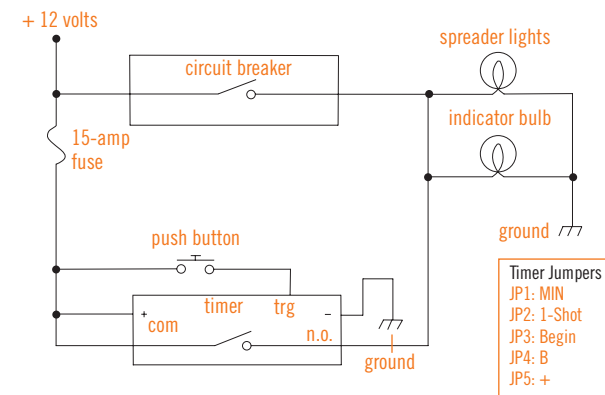 + 12 volts
spreader lights
circuit breaker
indicator bulb
15-amp
fuse
push button
ground
timer
trg
+
−
com
n.o.
ground
Timer Jumpers
JP1: MIN
JP2: 1-Shot
JP3: Begin
JP4: B
JP5: +